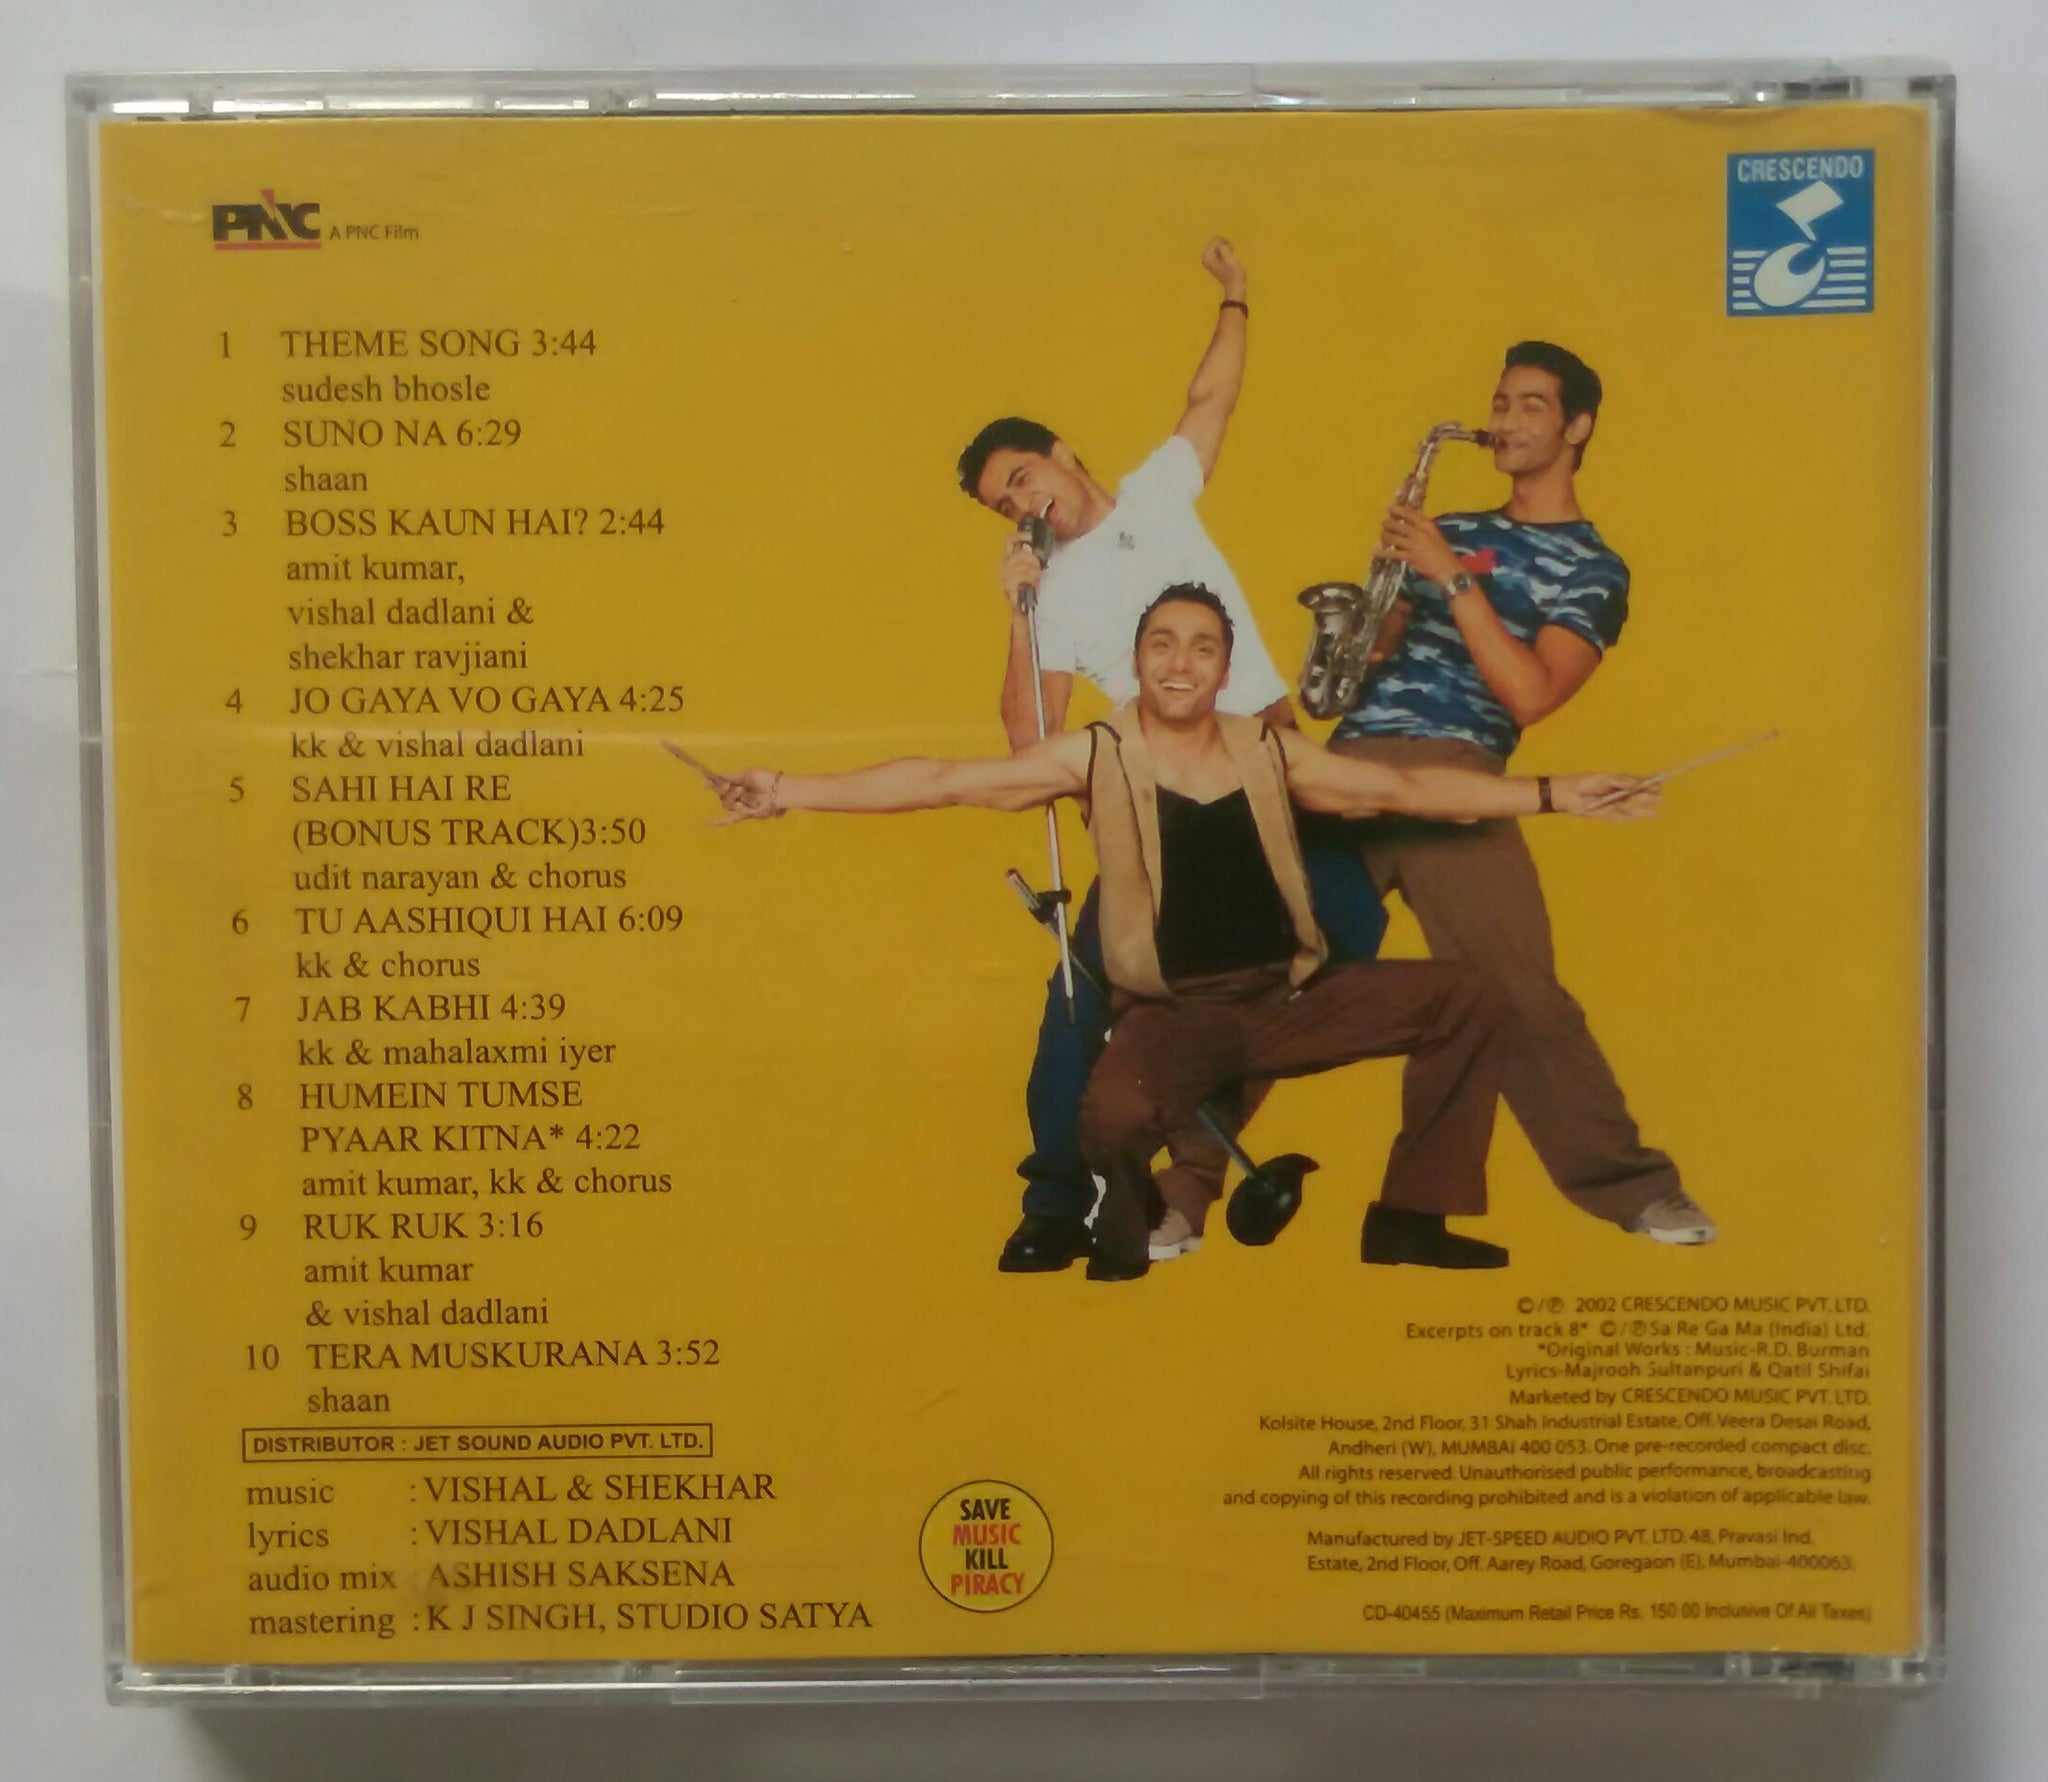 PNC A PNC Film
CRESCENDO
1 THEME SONG 3:44
sudesh bhosle
2 SUNO NA 6:29
shaan
3 BOSS KAUN HAI? 2:44
amit kumar,
vishal dadlani &
shekhar ravjiani
4 JO GAYA VO GAYA 4:25
kk & vishal dadlani
5 SAHI HAI RE
(BONUS TRACK)3:50
udit narayan & chorus
6 TU AASHIQUI HAI 6:09
kk & chorus
7 JAB KABHI 4:39
kk & mahalaxmi iyer
8 HUMEIN TUMSE
PYAAR KITNA* 4:22
amit kumar, kk & chorus
9 RUK RUK 3:16
amit kumar
& vishal dadlani
10 TERA MUSKURANA 3:52
shaan
DISTRIBUTOR : JET SOUND AUDIO PVT. LTD.
music : VISHAL & SHEKHAR
lyrics : VISHAL DADLANI
audio mix : ASHISH SAKSENA
mastering : K J SINGH, STUDIO SATYA
SAVE
MUSIC
KILL
PIRACY
©/℗ 2002 CRESCENDO MUSIC PVT. LTD.
Excerpts on track 8* ©/℗ Sa Re Ga Ma (India) Ltd.
*Original Works : Music-R.D. Burman
Lyrics-Majrooh Sultanpuri & Qatil Shifai
Marketed by CRESCENDO MUSIC PVT. LTD.
Kolsite House, 2nd Floor, 31 Shah Industrial Estate, Off. Veera Desai Road,
Andheri (W), MUMBAI 400 053. One pre-recorded compact disc.
All rights reserved. Unauthorised public performance, broadcasting
and copying of this recording prohibited and is a violation of applicable law.
Manufactured by JET-SPEED AUDIO PVT. LTD. 48, Pravasi Ind.
Estate, 2nd Floor, Off. Aarey Road, Goregaon (E), Mumbai-400063.
CD-40455 (Maximum Retail Price Rs. 150.00 Inclusive Of All Taxes)